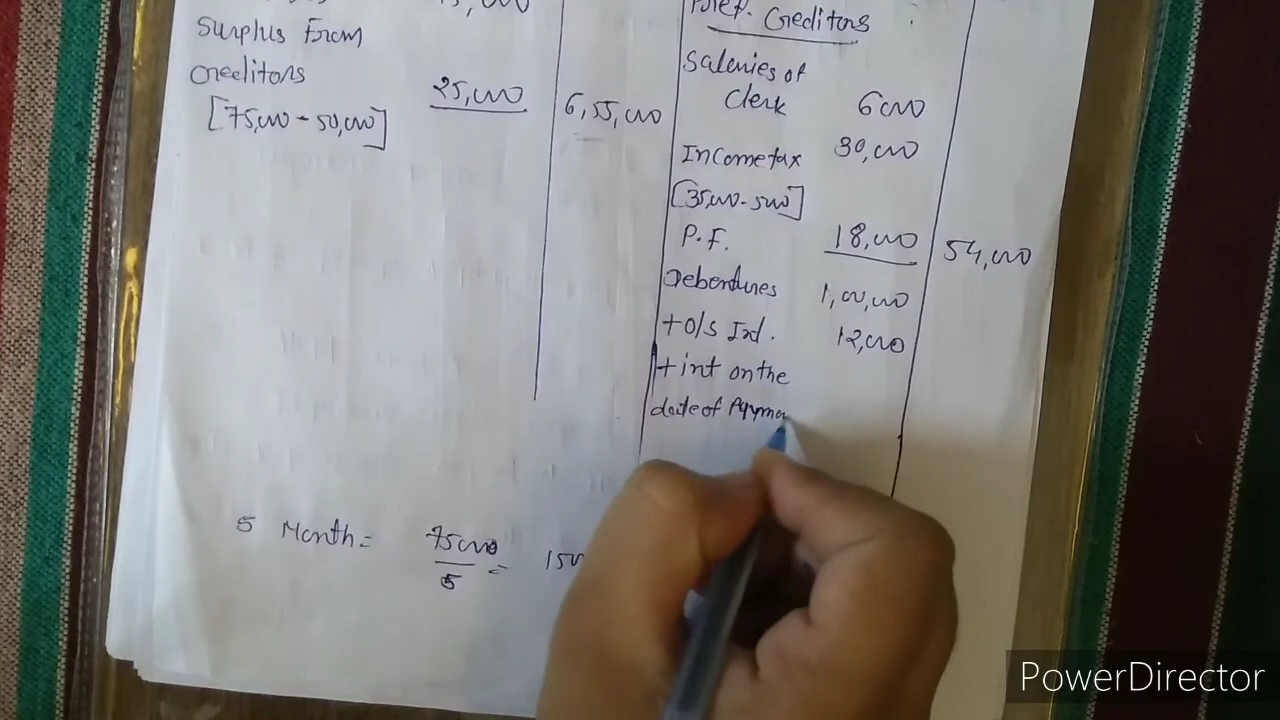 Surplus From
Creditors 25,000
[75,000 - 50,000] 6,55,000
Pref. Creditors
Salaries of
Clerk 6000
Income tax 30,000
[35,000 - 5000]
P.F. 18,000 54,000
Debentures 1,00,000
+ O/S Int. 12,000
+ int on the
date of Payme
5 Month = 75000
5 =
PowerDirector